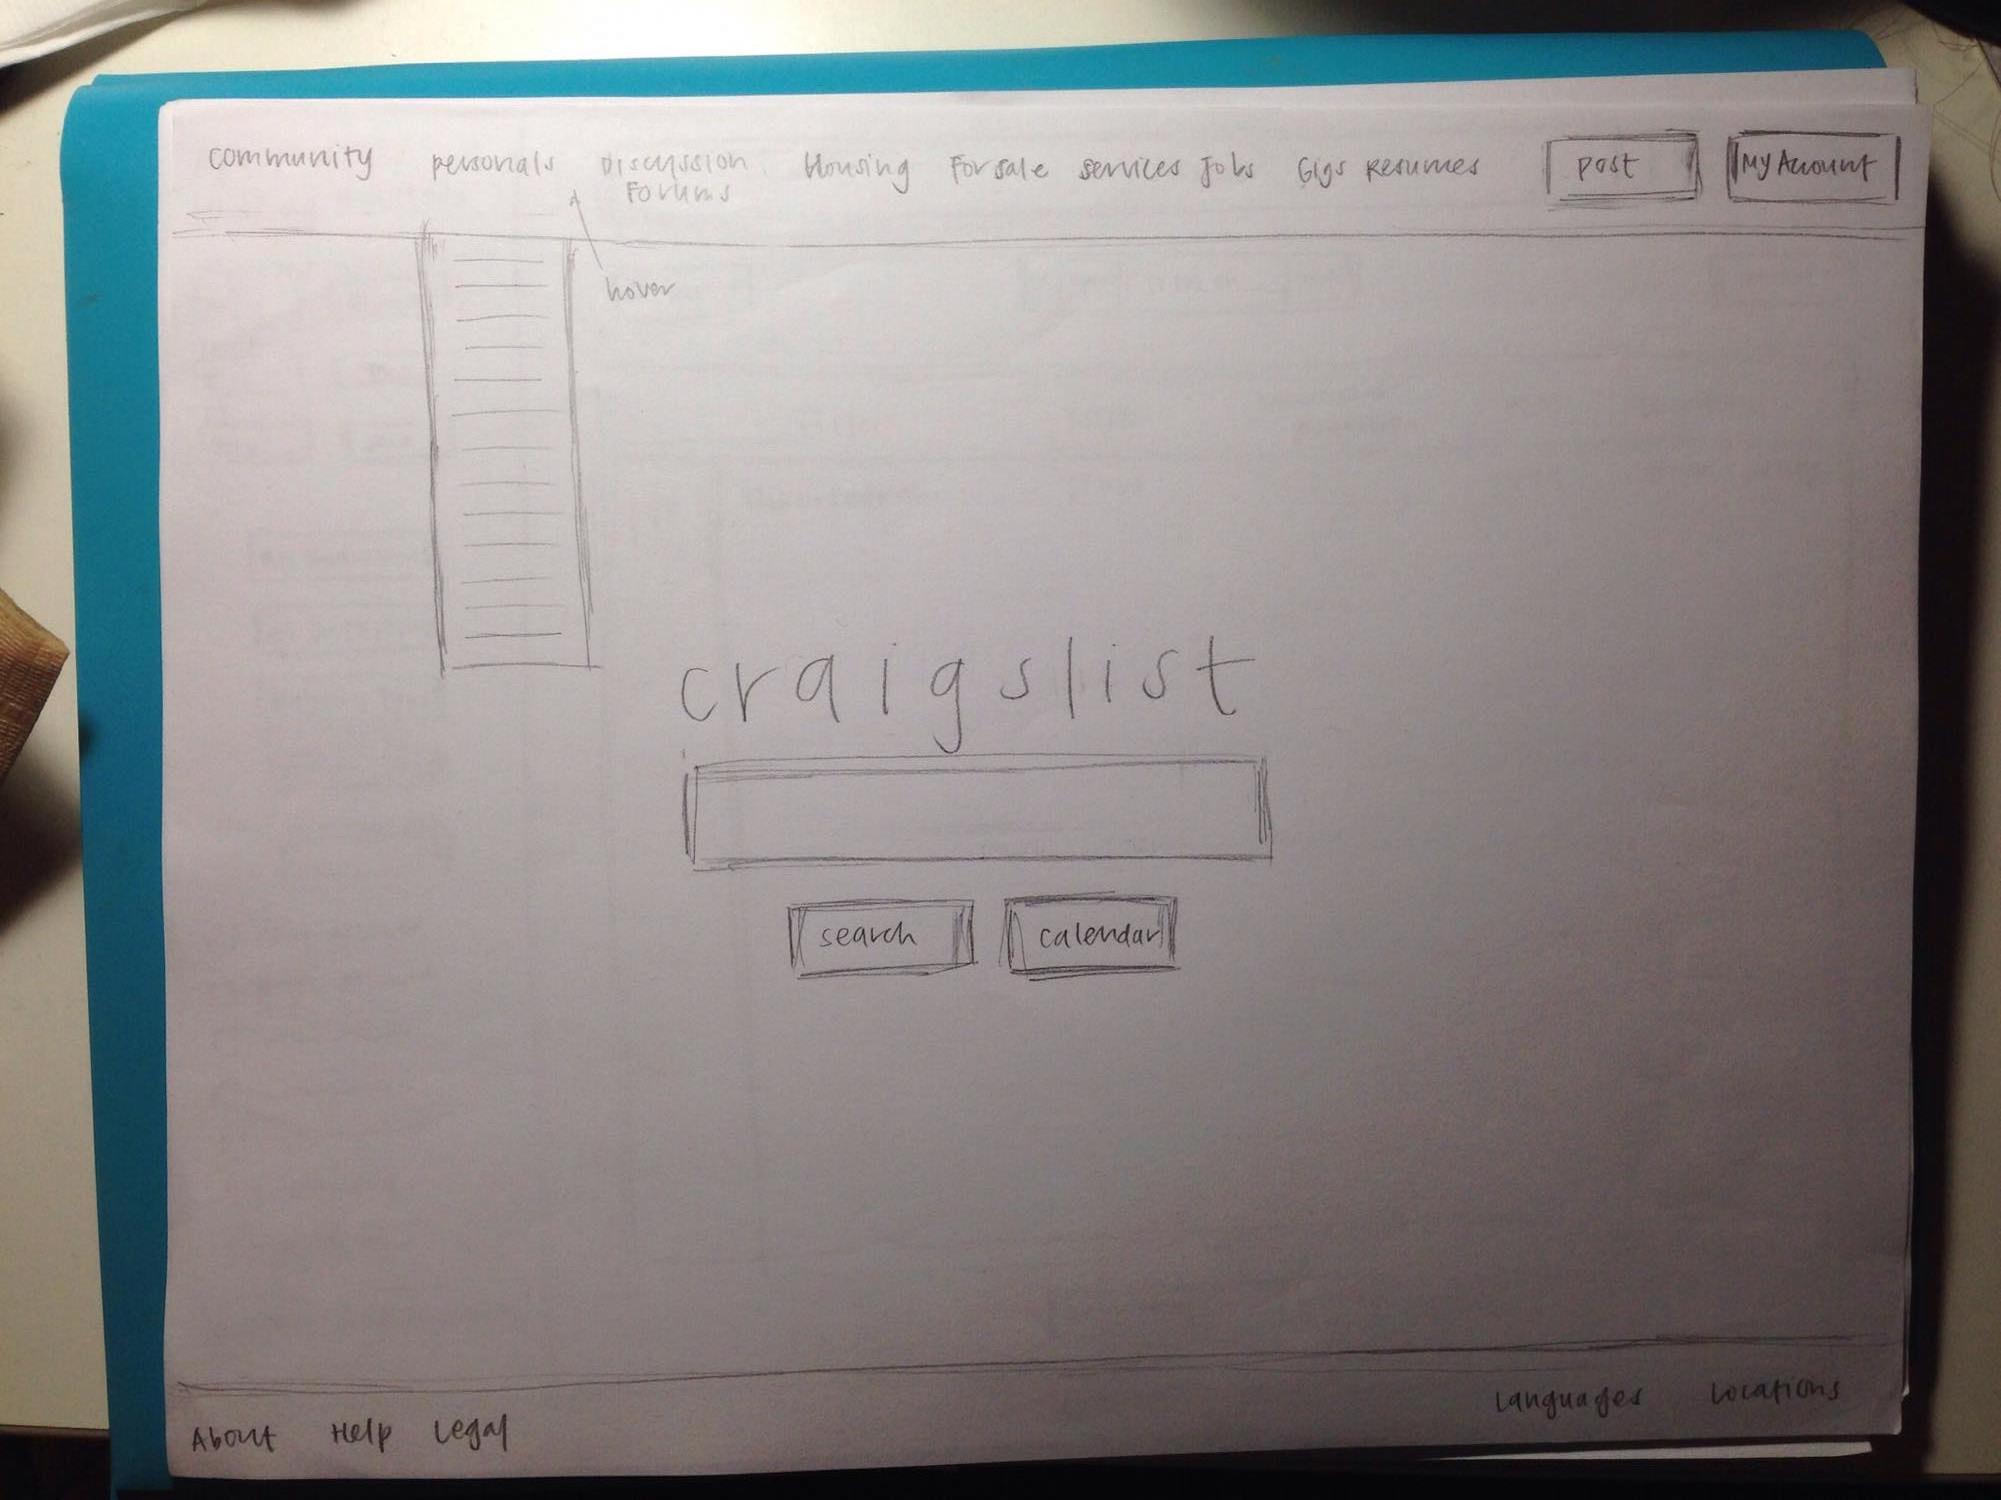 community personals Discussion Housing For sale services Jobs Gigs Resumes post My Account
Forums
hover
craigslist
search calendar
Languages Locations
About Help Legal